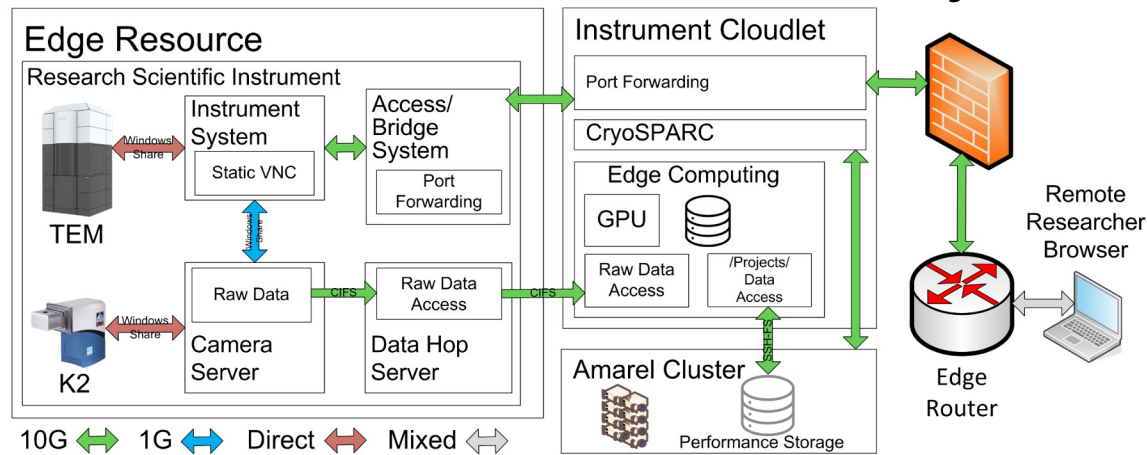 Edge Resource
Research Scientific Instrument
Windows
Share
TEM
Instrument
System
Static VNC
Access/
Bridge
System
Port
Forwarding
Windows
Share
K2
Windows
Share
Raw Data
Camera
Server
CIFS
Raw Data
Access
Data Hop
Server
CIFS
Instrument Cloudlet
Port Forwarding
CryoSPARC
Edge Computing
GPU
Raw Data
Access
/Projects/
Data
Access
SSH-FS
Amarel Cluster
Performance Storage
Remote
Researcher
Browser
Edge
Router
10G
1G
Direct
Mixed